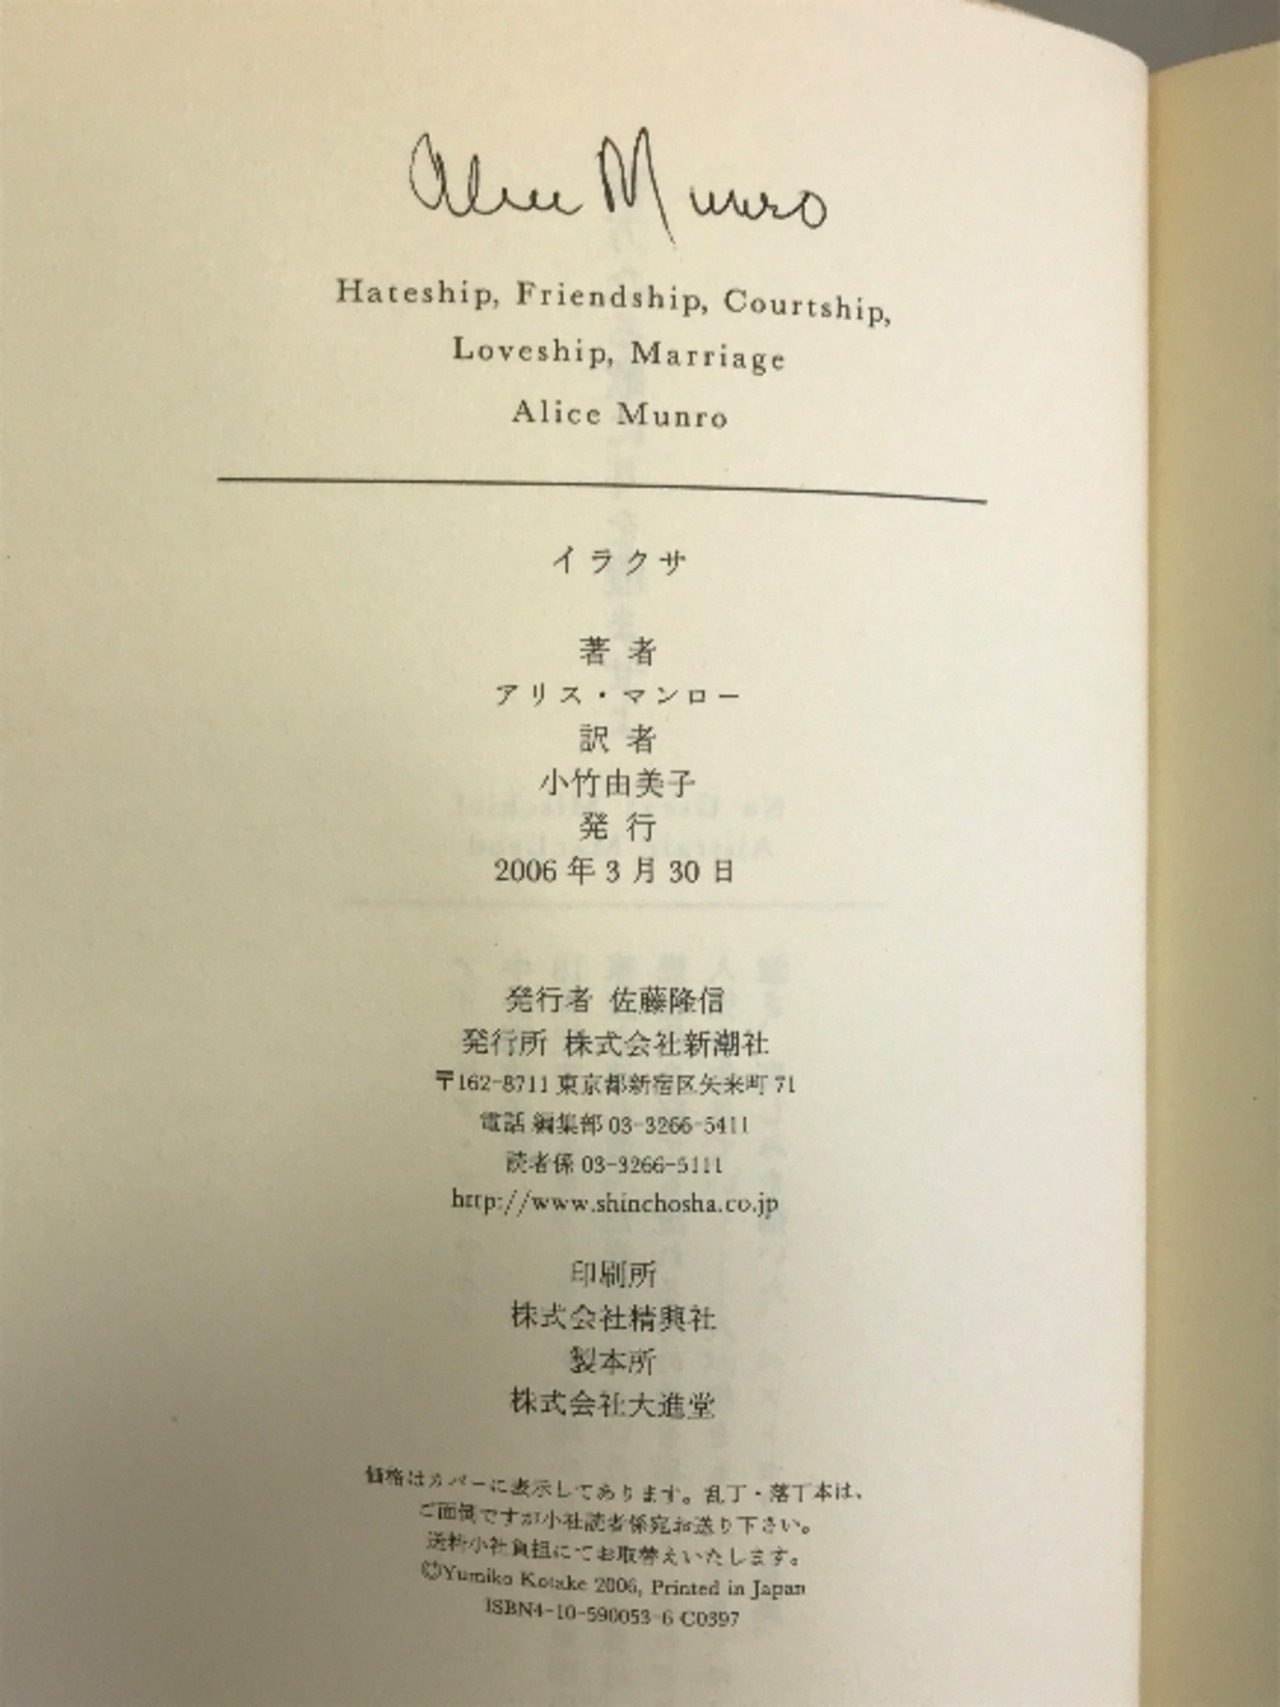 Alice Munro
Hateship, Friendship, Courtship,
Loveship, Marriage
Alice Munro
イラクサ
著者
アリス・マンロー
訳者
小竹由美子
発行
2006年3月30日
発行者 佐藤隆信
発行所 株式会社新潮社
〒162-8711 東京都新宿区矢来町71
電話 編集部 03-3266-5411
読者係 03-3266-5111
http://www.shinchosha.co.jp
印刷所
株式会社精興社
製本所
株式会社大進堂
価格はカバーに表示してあります。乱丁・落丁本は、
ご面倒ですが小社読者係宛お送り下さい。
送料小社負担にてお取替えいたします。
©Yumiko Kotake 2006, Printed in Japan
ISBN4-10-590053-6 C0397